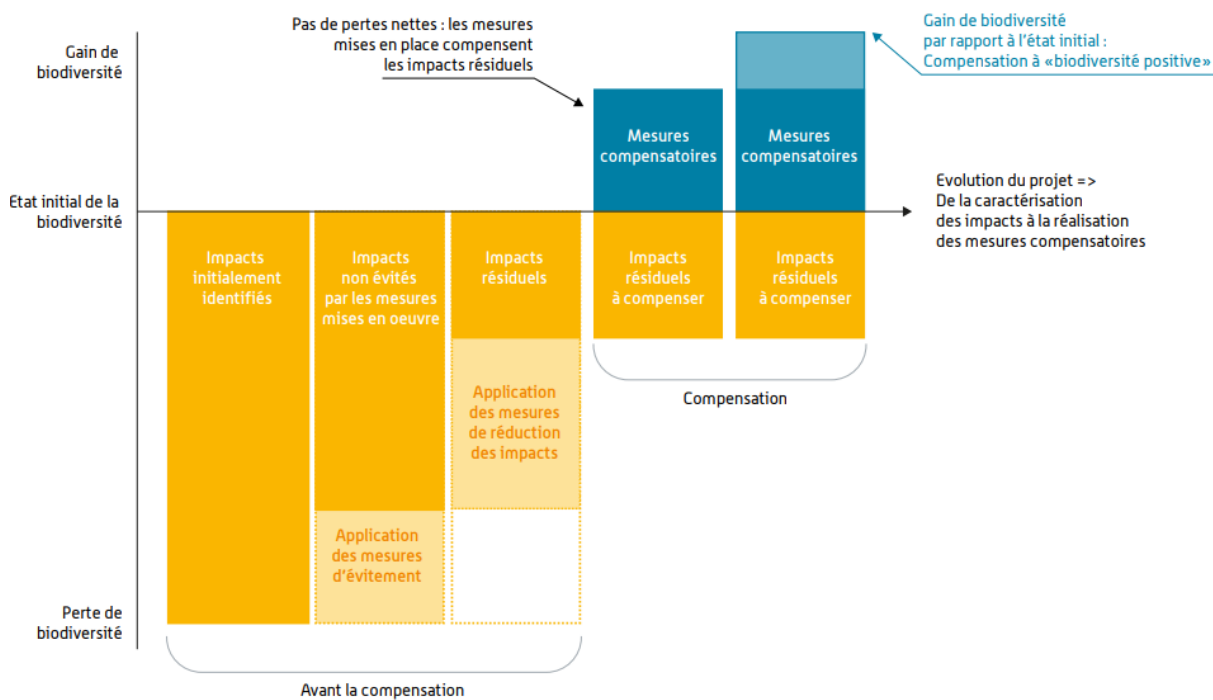 Gain de
biodiversité
Pas de pertes nettes : les mesures
mises en place compensent
les impacts résiduels
Gain de biodiversité
par rapport à l'état initial :
Compensation à «biodiversité positive»
Mesures
compensatoires
Mesures
compensatoires
Etat initial de la
biodiversité
Evolution du projet =>
De la caractérisation
des impacts à la réalisation
des mesures compensatoires
Impacts
initialement
identifiés
Impacts
non évités
par les mesures
mises en oeuvre
Impacts
résiduels
Impacts
résiduels
à compenser
Impacts
résiduels
à compenser
Application
des mesures
de réduction
des impacts
Compensation
Application
des mesures
d'évitement
Perte de
biodiversité
Avant la compensation